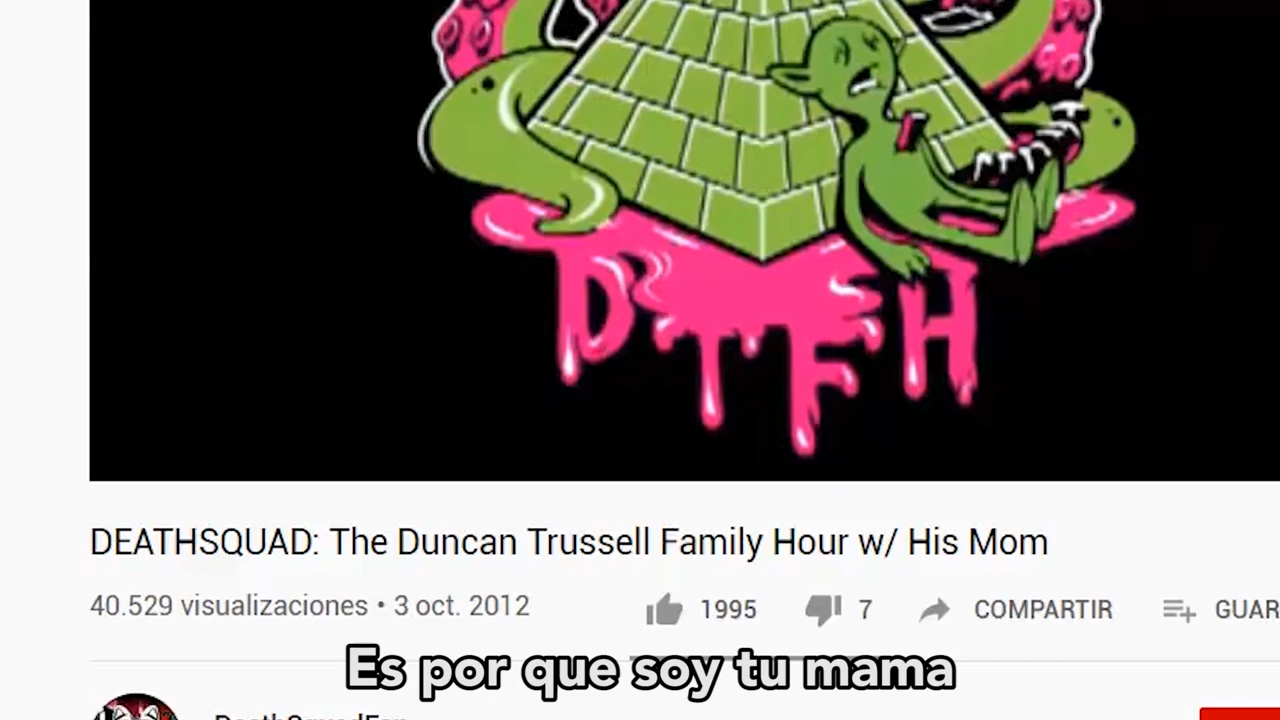 DTFH
DEATHSQUAD: The Duncan Trussell Family Hour w/ His Mom
40.529 visualizaciones • 3 oct. 2012 1995 7 COMPARTIR GUAR
Es por que soy tu mama
DeathSquadFan